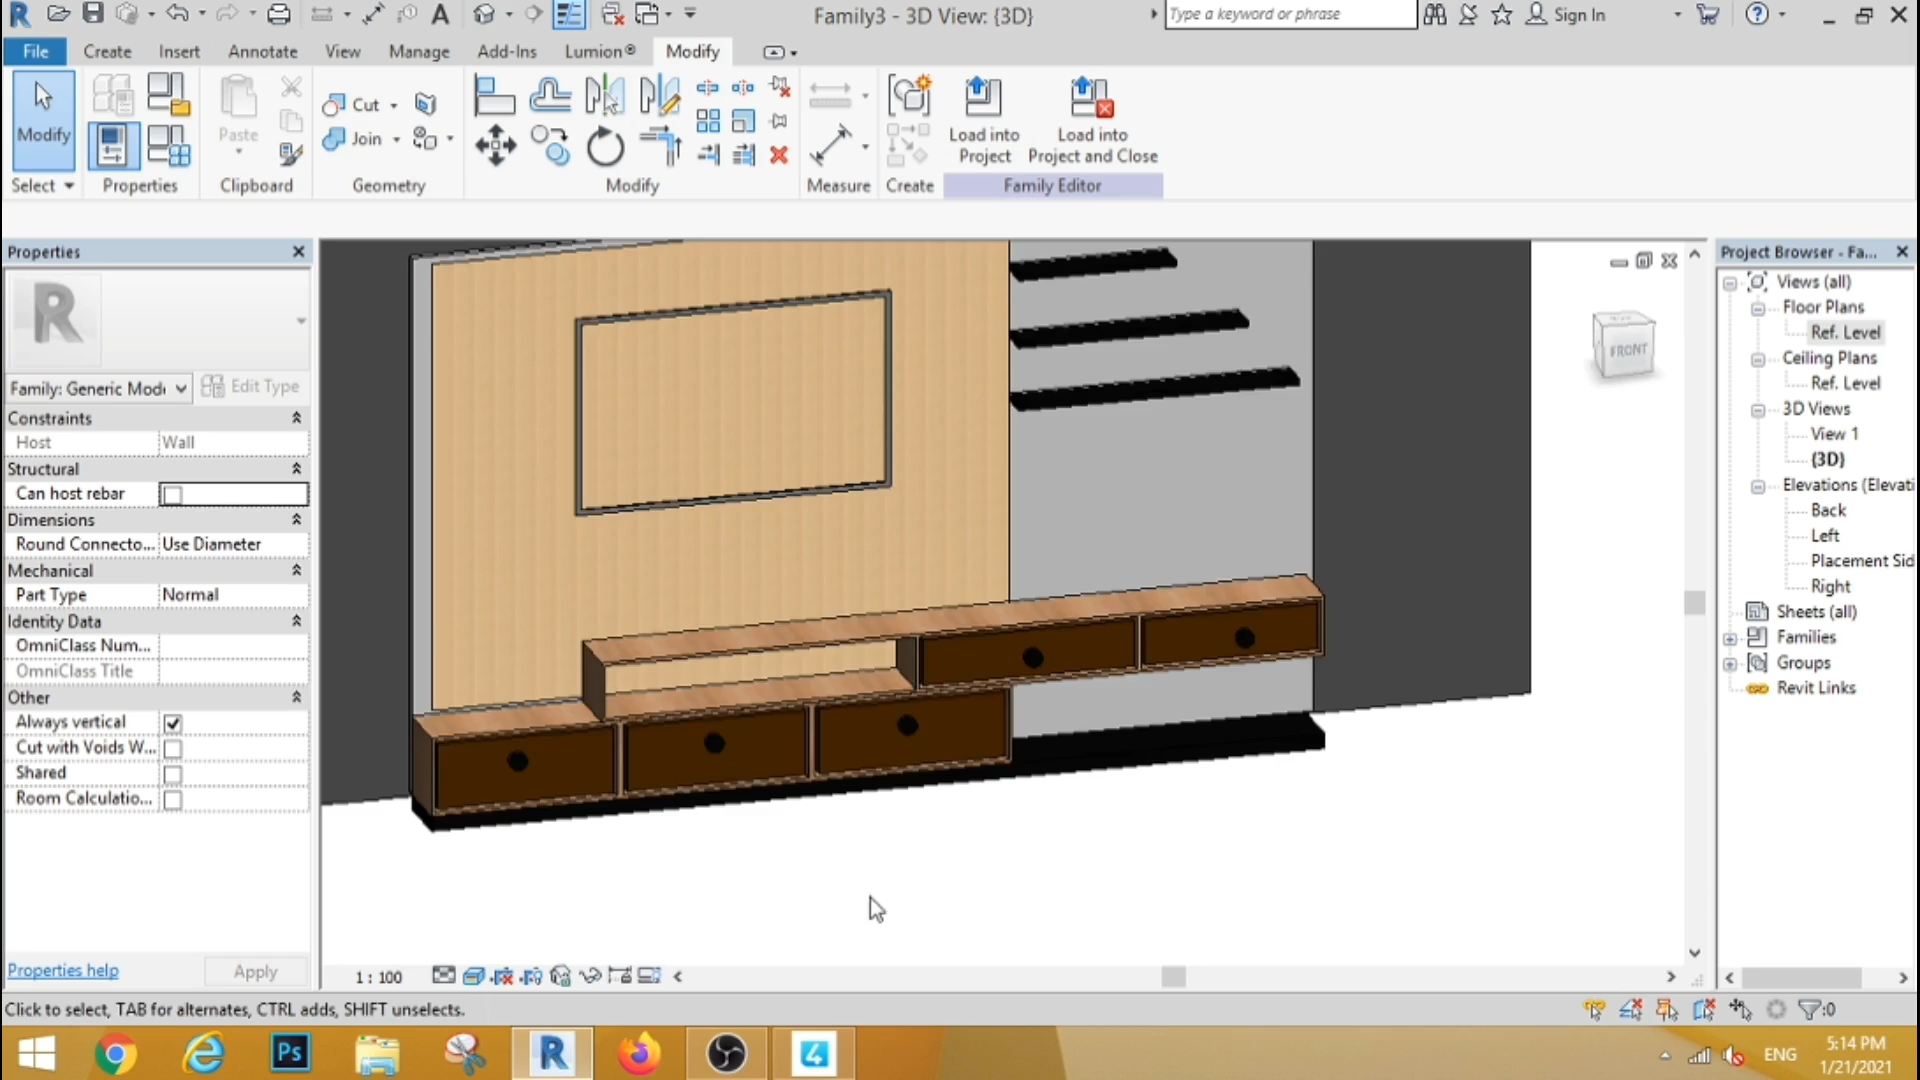 Family3 - 3D View: {3D}
Type a keyword or phrase
Sign In
File
Create
Insert
Annotate
View
Manage
Add-Ins
Lumion®
Modify
Modify
Paste
Cut
Join
Load into
Project
Load into
Project and Close
Select
Properties
Clipboard
Geometry
Modify
Measure
Create
Family Editor
Properties
Family: Generic Mod
Edit Type
Constraints
Host Wall
Structural
Can host rebar
Dimensions
Round Connecto... Use Diameter
Mechanical
Part Type Normal
Identity Data
OmniClass Num...
OmniClass Title
Other
Always vertical
Cut with Voids W...
Shared
Room Calculatio...
Properties help
Apply
FRONT
1 : 100
Project Browser - Fa...
Views (all)
Floor Plans
Ref. Level
Ceiling Plans
Ref. Level
3D Views
View 1
{3D}
Elevations (Elevati
Back
Left
Placement Sid
Right
Sheets (all)
Families
Groups
Revit Links
Click to select, TAB for alternates, CTRL adds, SHIFT unselects.
:0
Ps
R
4
ENG
5:14 PM
1/21/2021